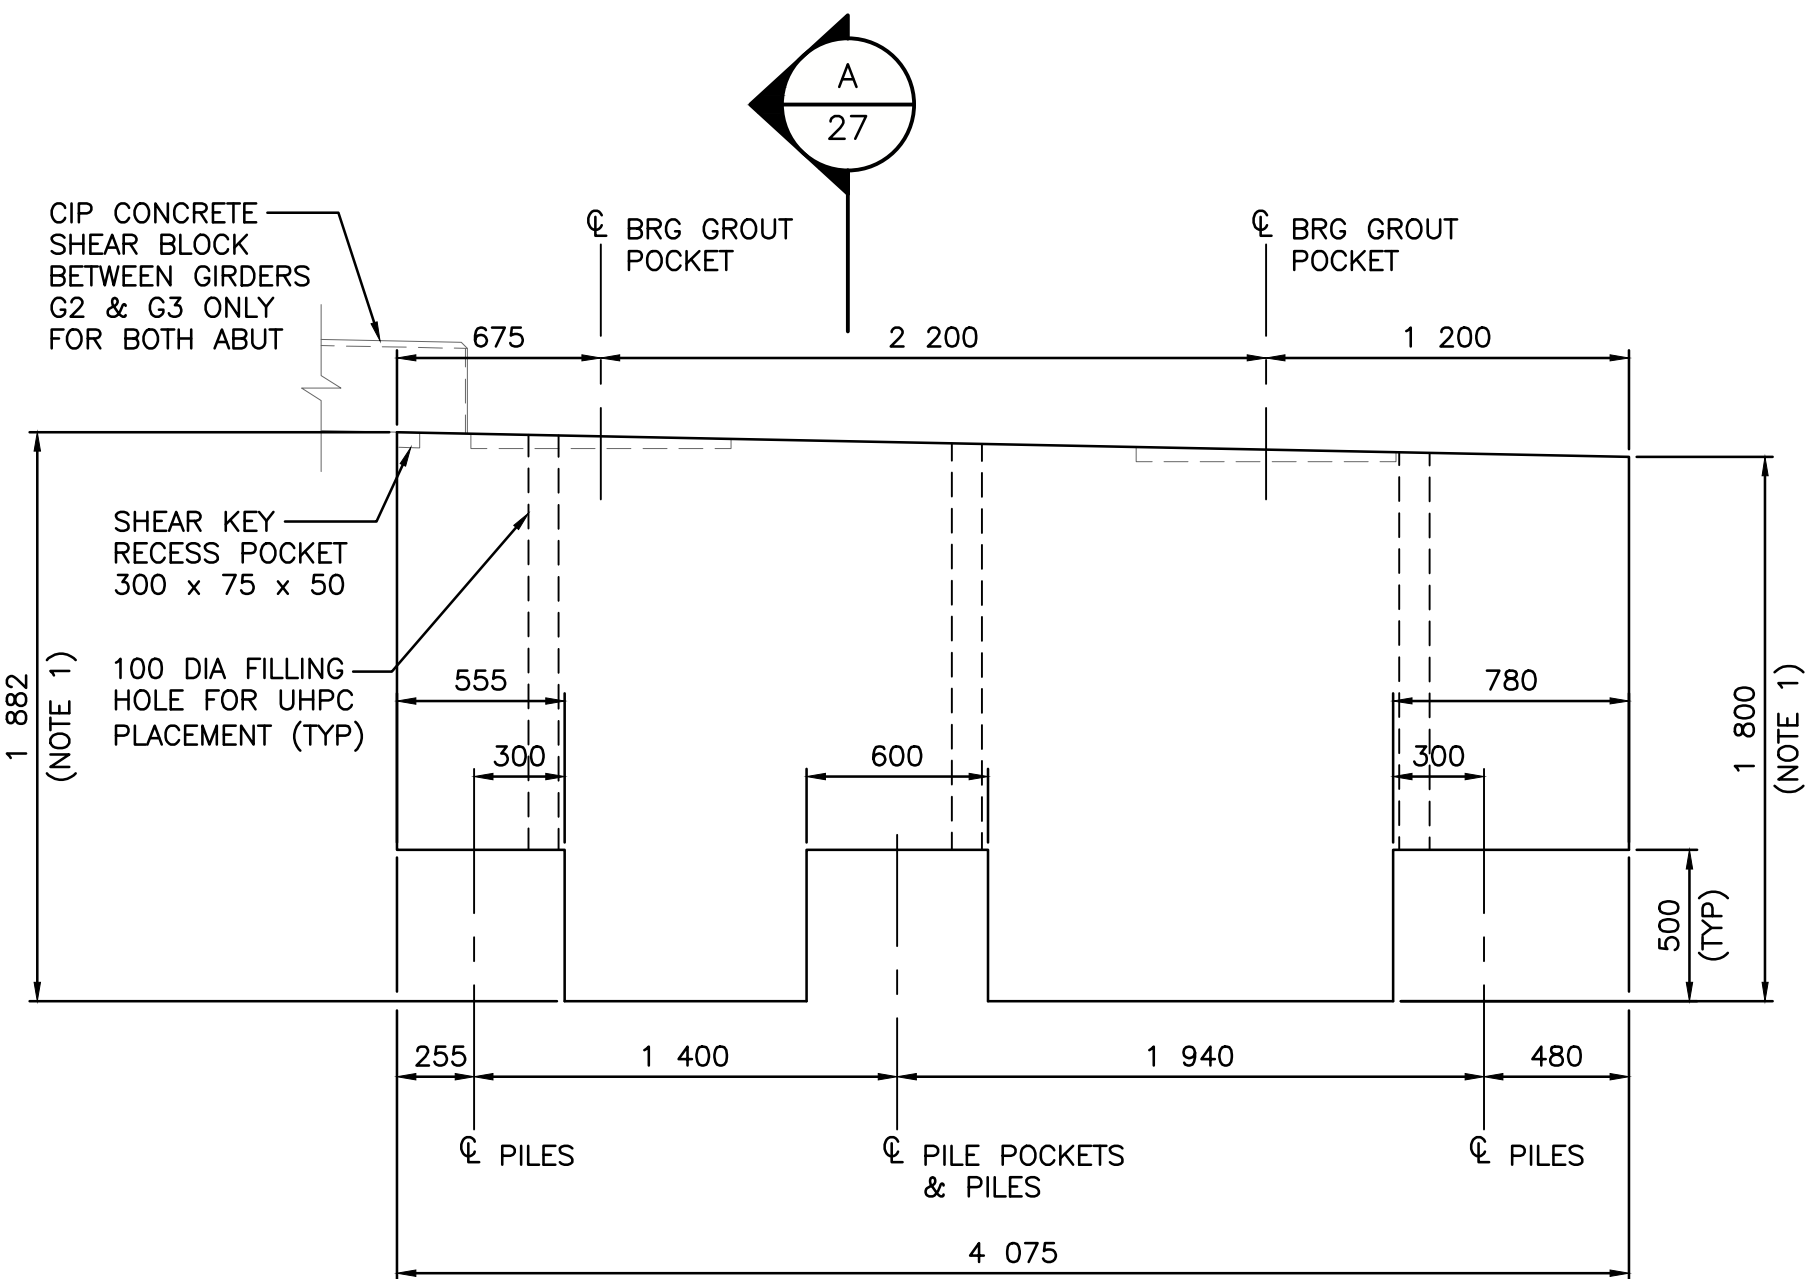 A
27
CIP CONCRETE
SHEAR BLOCK
BETWEEN GIRDERS
G2 & G3 ONLY
FOR BOTH ABUT
℄ BRG GROUT
POCKET
℄ BRG GROUT
POCKET
675
2 200
1 200
SHEAR KEY
RECESS POCKET
300 x 75 x 50
100 DIA FILLING
HOLE FOR UHPC
PLACEMENT (TYP)
1 882
(NOTE 1)
555
300
600
780
300
1 800
(NOTE 1)
500
(TYP)
255
1 400
1 940
480
℄ PILES
℄ PILE POCKETS
& PILES
℄ PILES
4 075